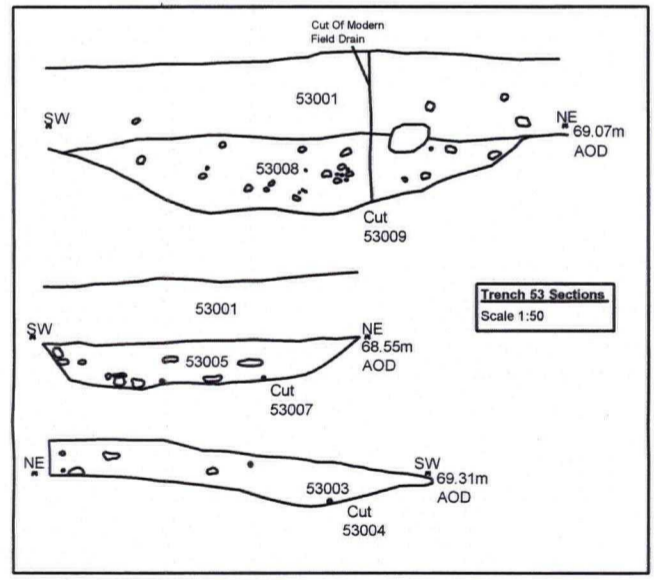 Cut Of Modern
Field Drain
53001
SW
NE
69.07m
AOD
53008
Cut
53009
53001
Trench 53 Sections
Scale 1:50
SW
NE
68.55m
AOD
53005
Cut
53007
NE
SW
69.31m
AOD
53003
Cut
53004